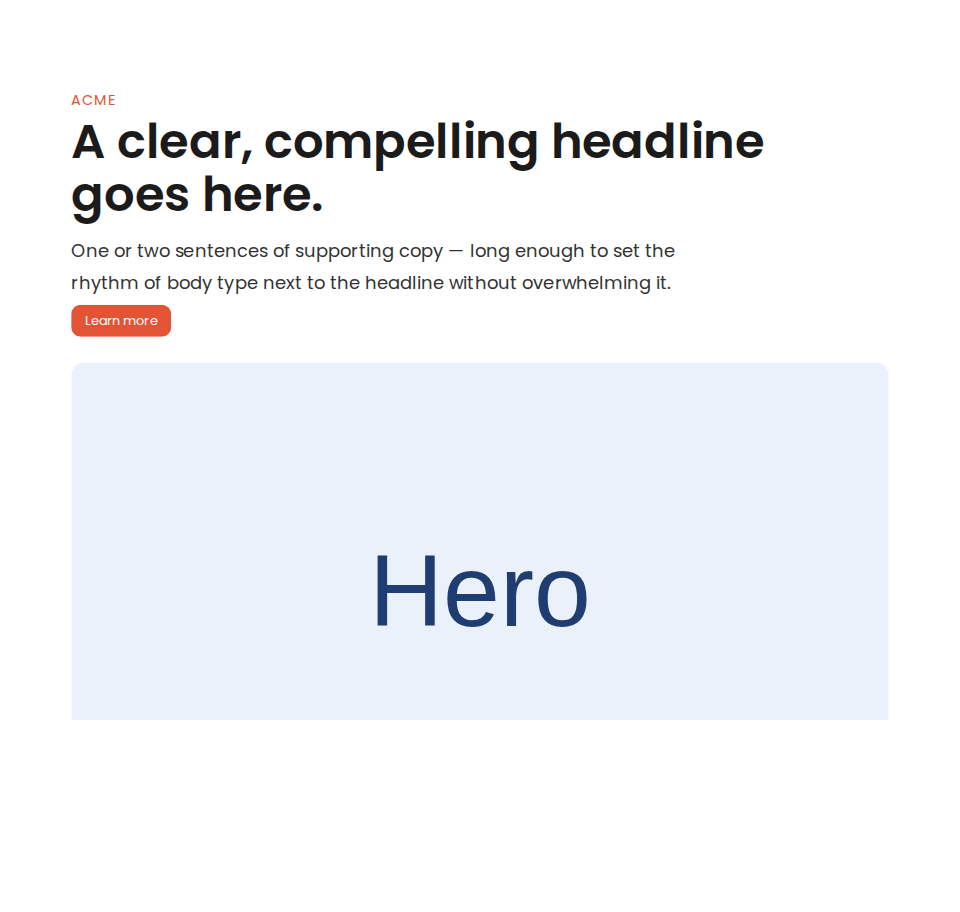 ACME
A clear, compelling headline
goes here.
One or two sentences of supporting copy — long enough to set the
rhythm of body type next to the headline without overwhelming it.
Learn more
Hero